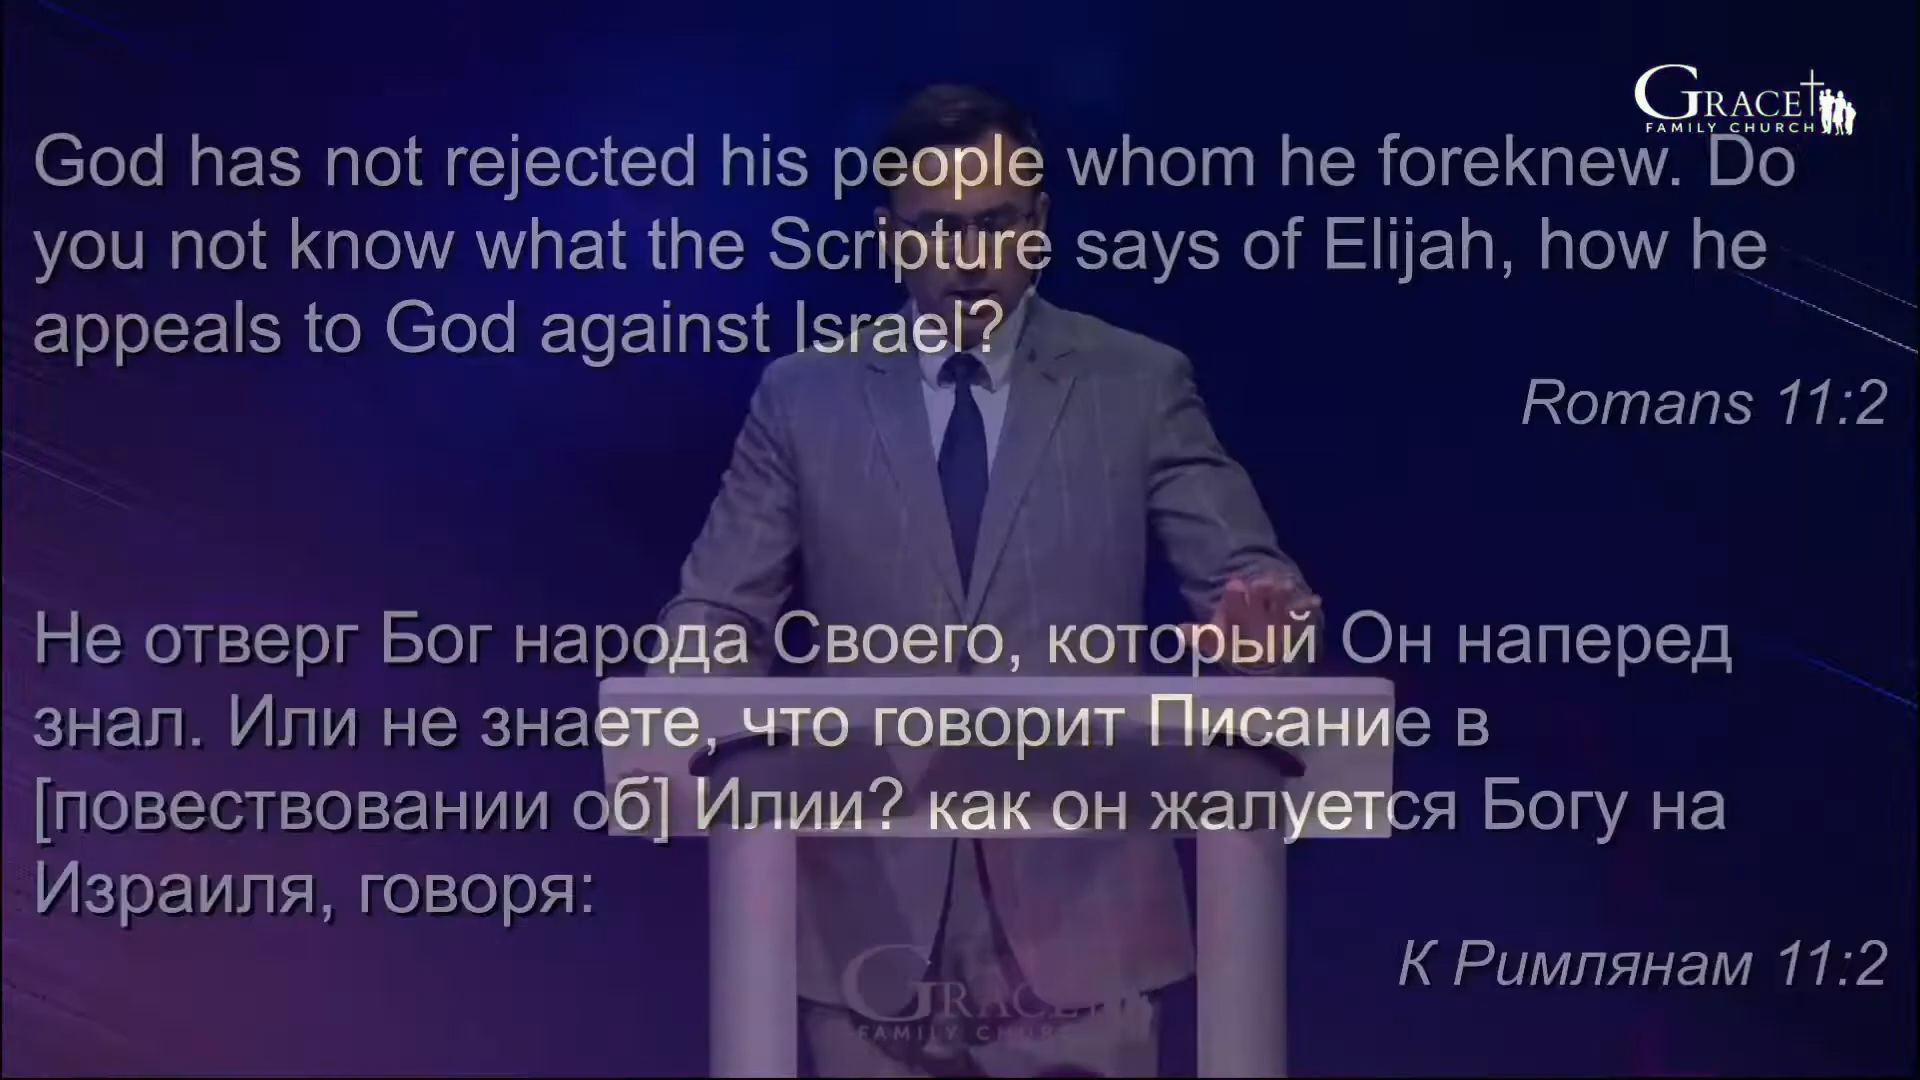 GRACE
FAMILY CHURCH
God has not rejected his people whom he foreknew. Do
you not know what the Scripture says of Elijah, how he
appeals to God against Israel?
Romans 11:2
Не отверг Бог народа Своего, который Он наперед
знал. Или не знаете, что говорит Писание в
[повествовании об] Илии? как он жалуется Богу на
Израиля, говоря:
К Римлянам 11:2
GRACE
FAMILY CHURCH